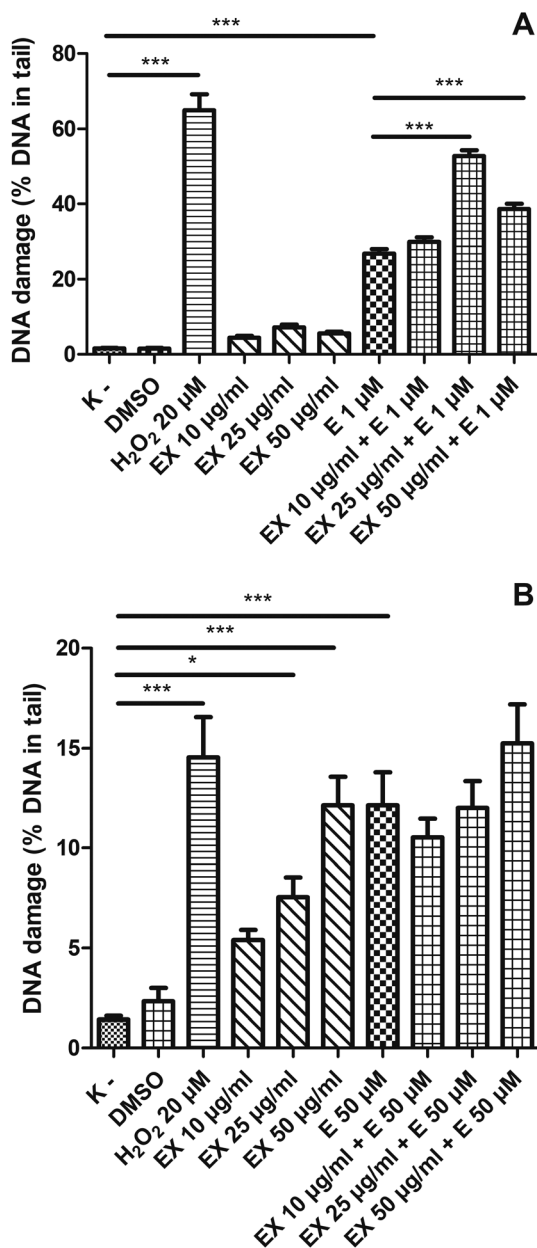 A
DNA damage (% DNA in tail)
80
60
40
20
0
***
***
***
***
K -
DMSO
H₂O₂ 20 µM
EX 10 µg/ml
EX 25 µg/ml
EX 50 µg/ml
E 1 µM
EX 10 µg/ml + E 1 µM
EX 25 µg/ml + E 1 µM
EX 50 µg/ml + E 1 µM
B
DNA damage (% DNA in tail)
20
15
10
5
0
***
***
*
***
K -
DMSO
H₂O₂ 20 µM
EX 10 µg/ml
EX 25 µg/ml
EX 50 µg/ml
E 50 µM
EX 10 µg/ml + E 50 µM
EX 25 µg/ml + E 50 µM
EX 50 µg/ml + E 50 µM